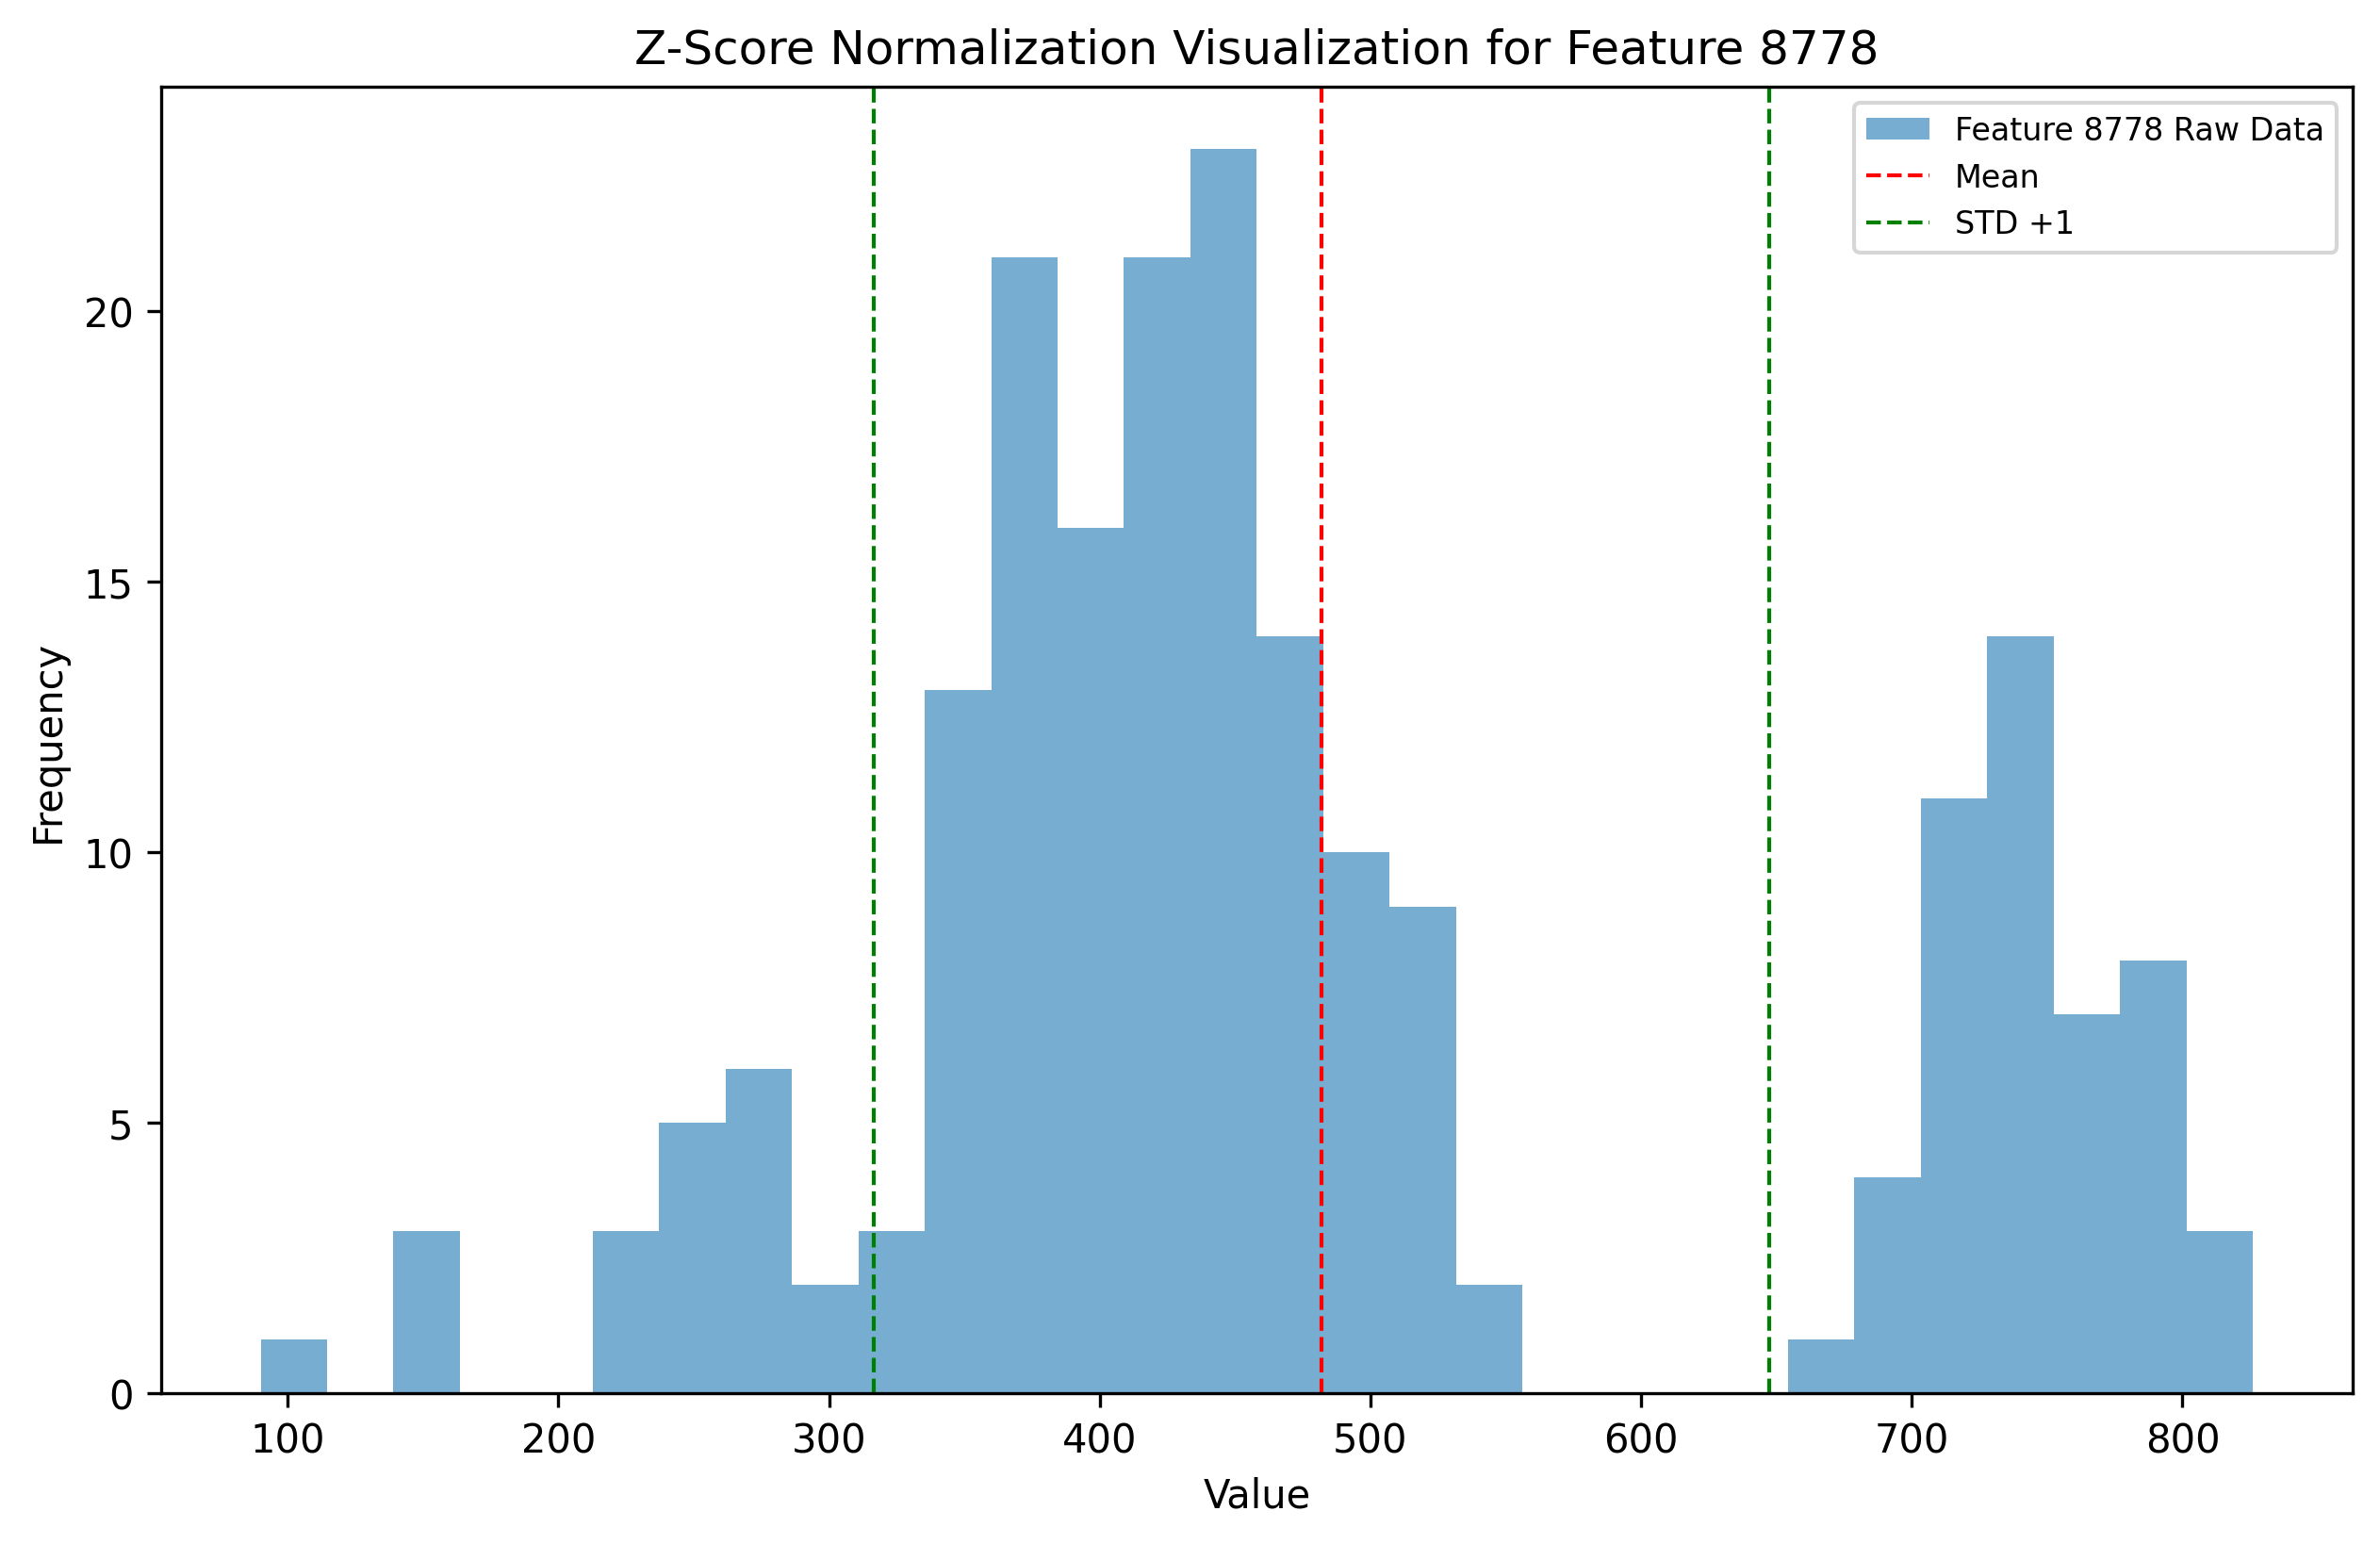 Z-Score Normalization Visualization for Feature 8778
Feature 8778 Raw Data
Mean
STD +1
Frequency
20
15
10
5
0
100 200 300 400 500 600 700 800
Value